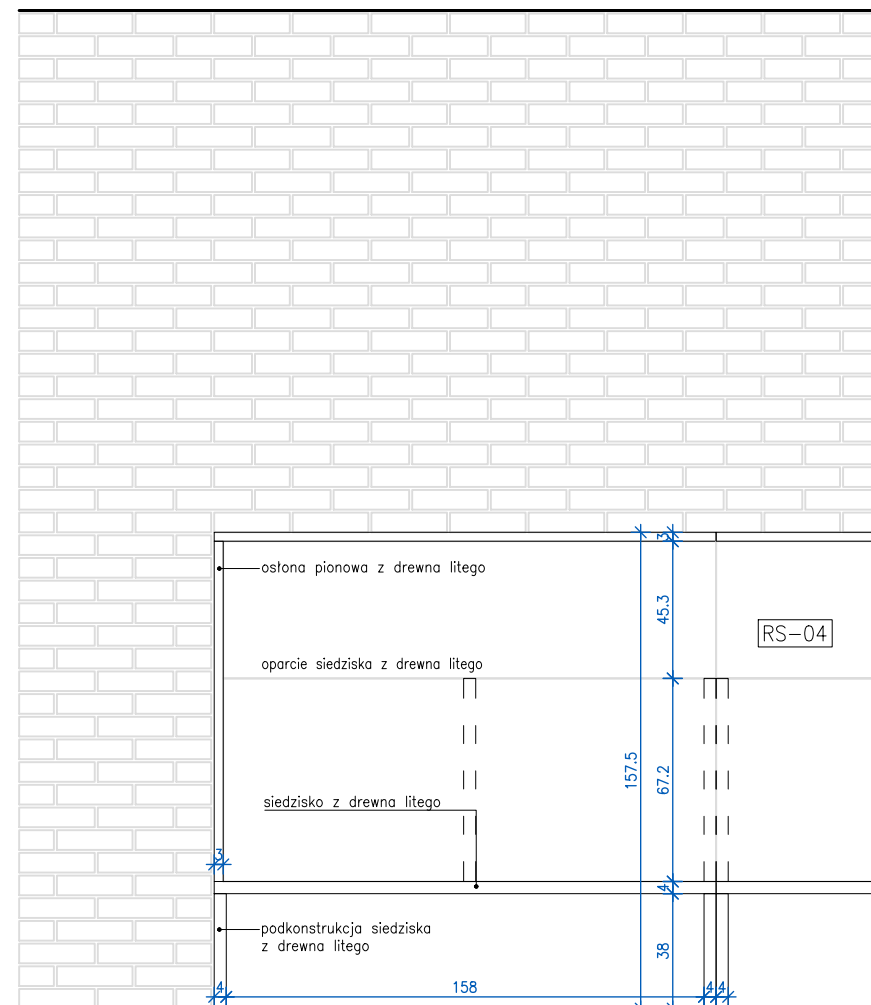 3
osłona pionowa z drewna litego
45.3
RS-04
oparcie siedziska z drewna litego
157.5
67.2
siedzisko z drewna litego
3
4
podkonstrukcja siedziska
z drewna litego
38
4
158
4
4